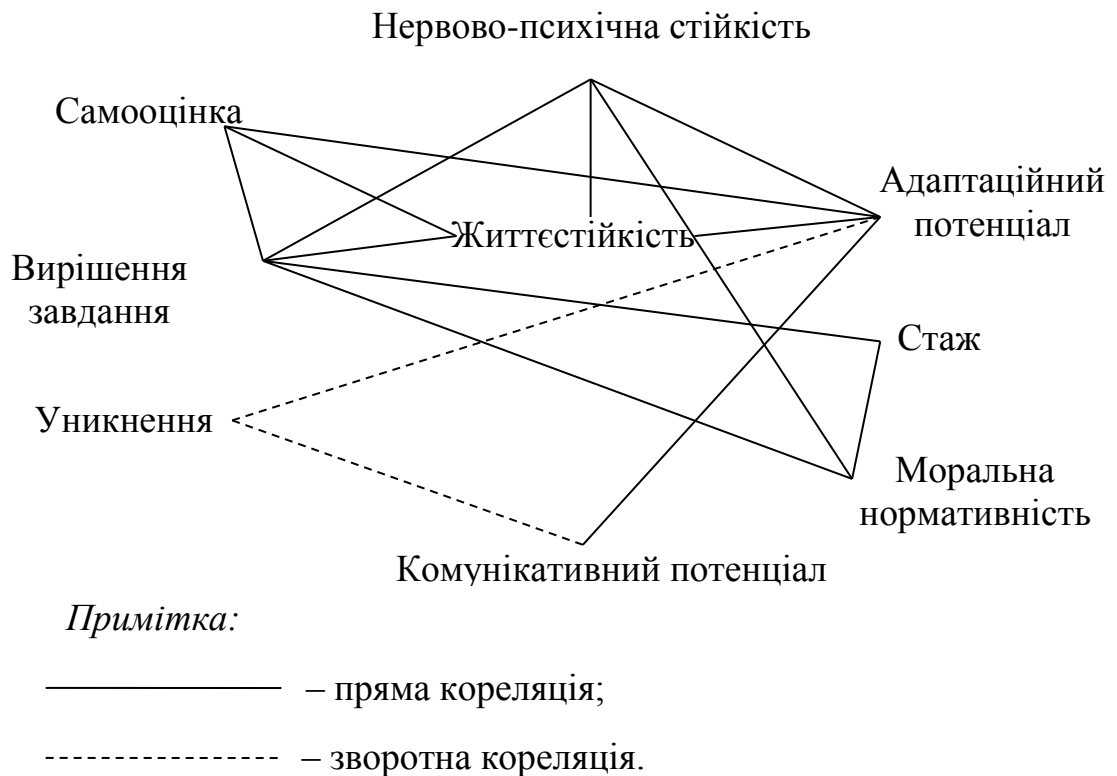 Нервово-психічна стійкість
Самооцінка
Адаптаційний
потенціал
Життєстійкість
Вирішення
завдання
Стаж
Уникнення
Моральна
нормативність
Комунікативний потенціал
Примітка:
– пряма кореляція;
– зворотна кореляція.